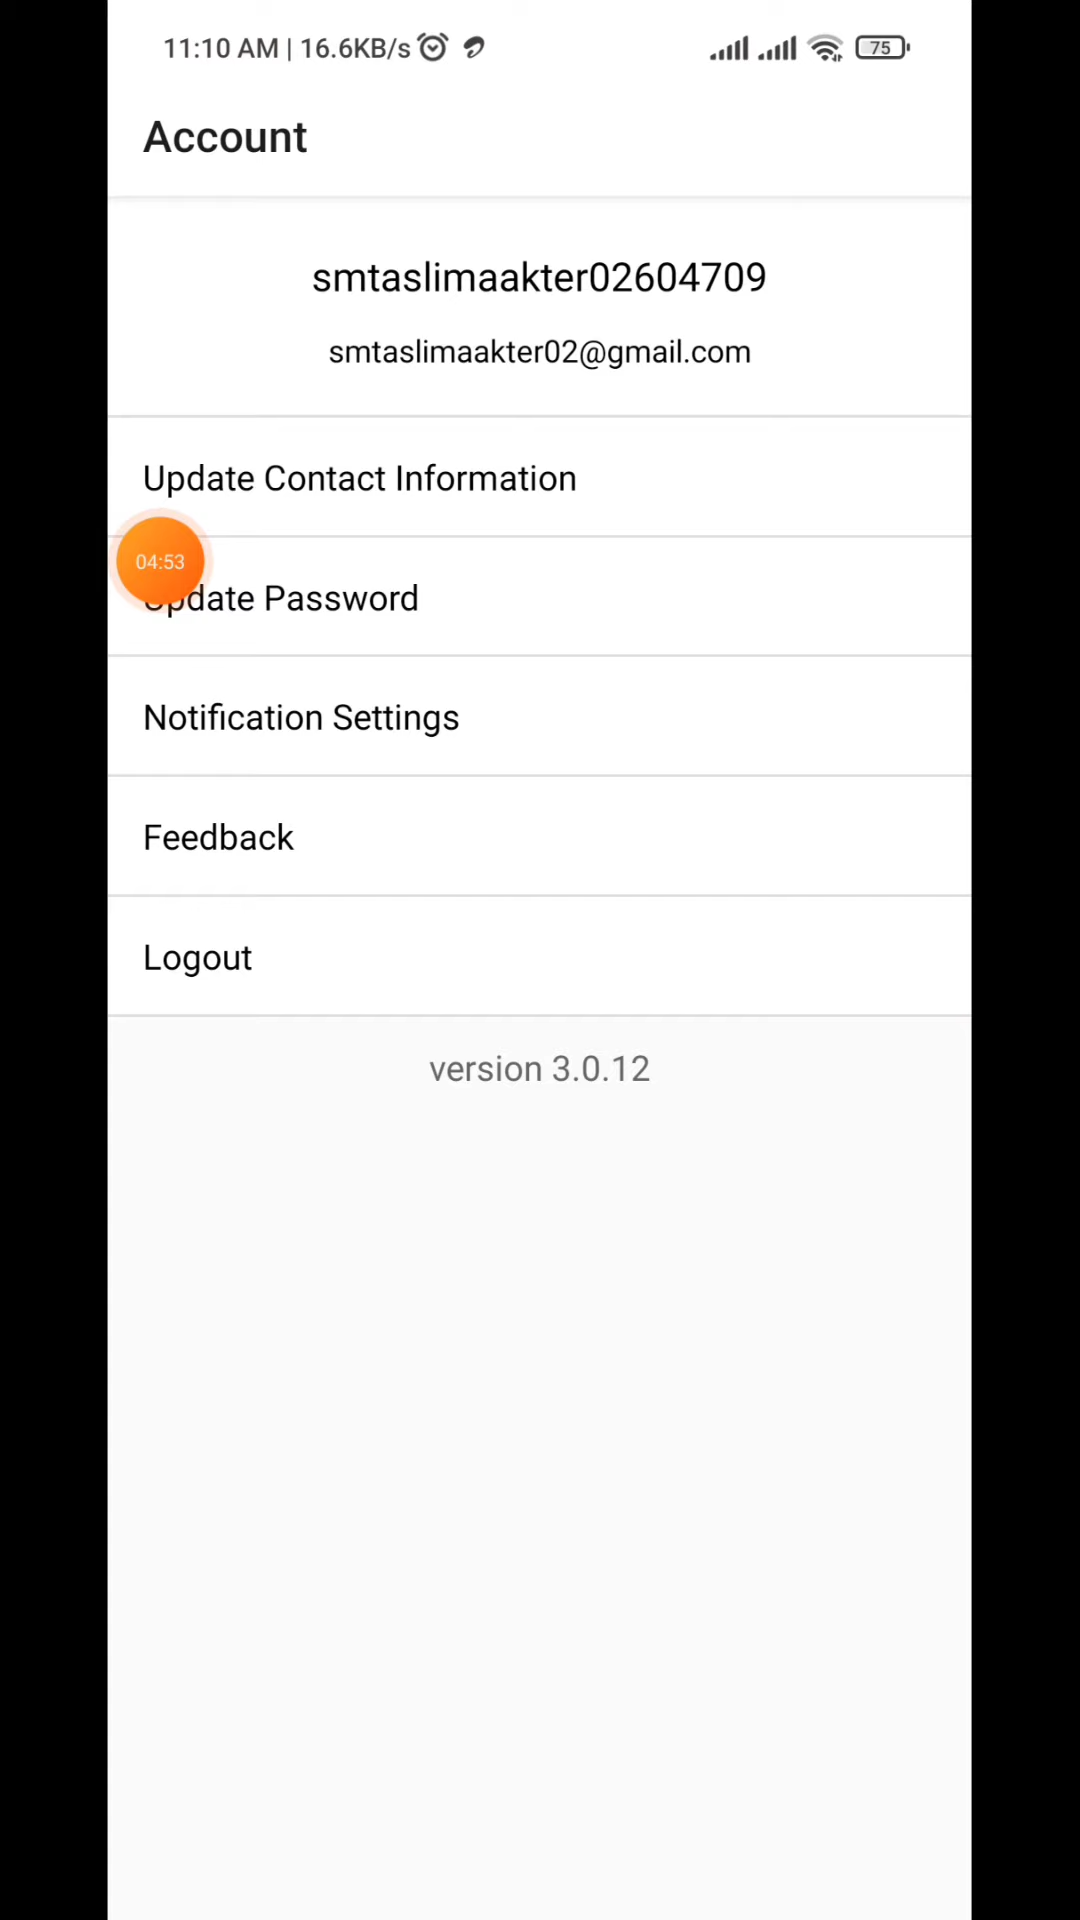 11:10 AM | 16.6KB/s 75
Account
smtaslimaakter02604709
smtaslimaakter02@gmail.com
Update Contact Information
04:53
Update Password
Notification Settings
Feedback
Logout
version 3.0.12